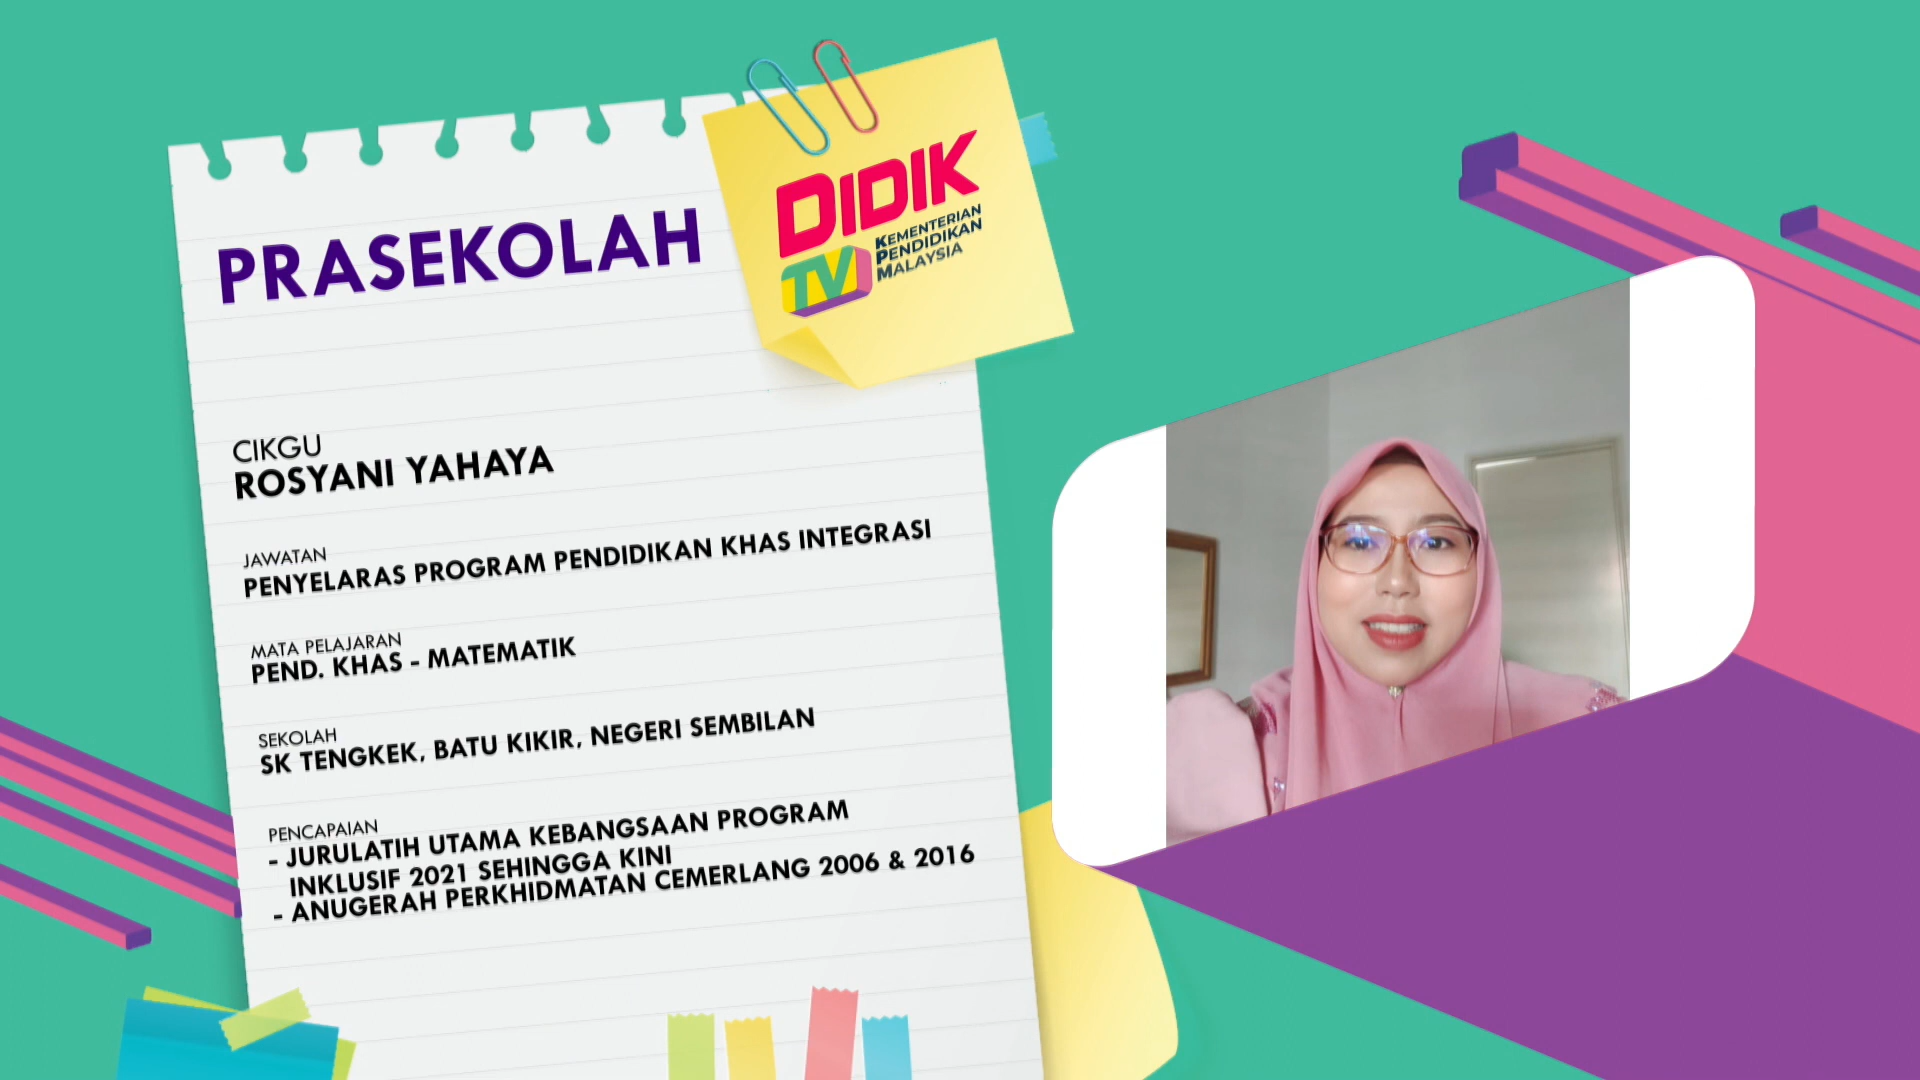 PRASEKOLAH
DIDIK
TV
KEMENTERIAN
PENDIDIKAN
MALAYSIA
CIKGU
ROSYANI YAHAYA
JAWATAN
PENYELARAS PROGRAM PENDIDIKAN KHAS INTEGRASI
MATA PELAJARAN
PEND. KHAS - MATEMATIK
SEKOLAH
SK TENGKEK, BATU KIKIR, NEGERI SEMBILAN
PENCAPAIAN
- JURULATIH UTAMA KEBANGSAAN PROGRAM
INKLUSIF 2021 SEHINGGA KINI
- ANUGERAH PERKHIDMATAN CEMERLANG 2006 & 2016